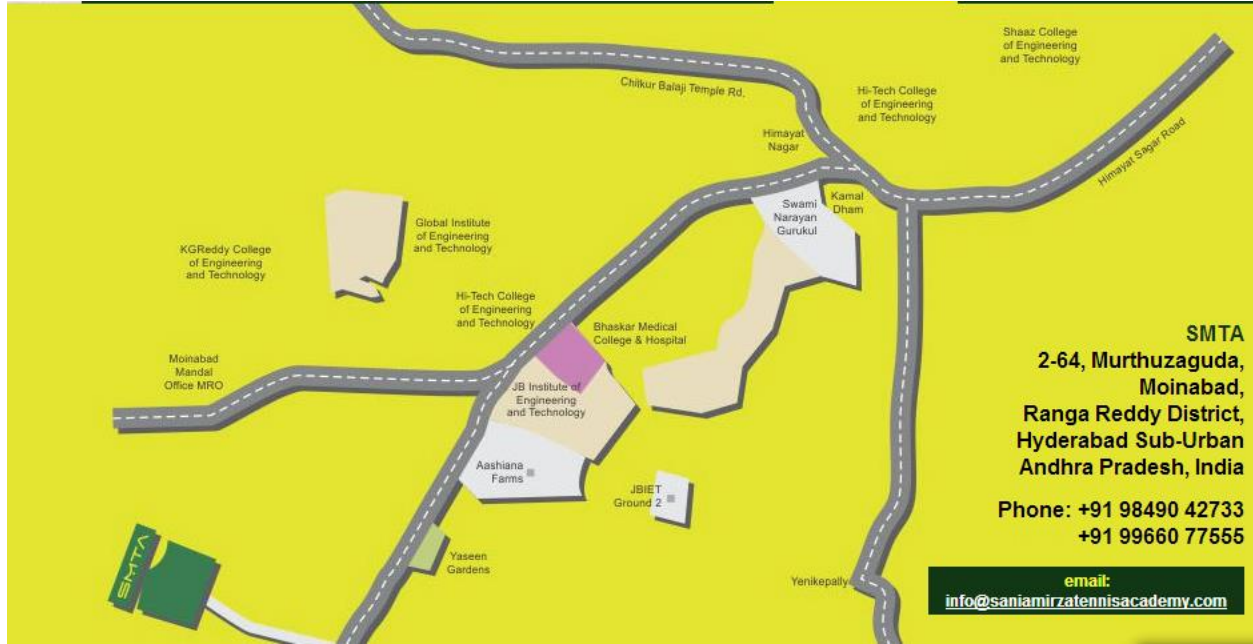 Shaaz College
of Engineering
and Technology
Chilkur Balaji Temple Rd.
Hi-Tech College
of Engineering
and Technology
Himayat
Nagar
Himayat Sagar Road
Swami
Narayan
Gurukul
Kamal
Dham
Global Institute
of Engineering
and Technology
KGReddy College
of Engineering
and Technology
Hi-Tech College
of Engineering
and Technology
Bhaskar Medical
College & Hospital
Moinabad
Mandal
Office MRO
JB Institute of
Engineering
and Technology
Aashiana
Farms
JBIET
Ground 2
Yaseen
Gardens
SMTA
Yenikepally
SMTA
2-64, Murthuzaguda,
Moinabad,
Ranga Reddy District,
Hyderabad Sub-Urban
Andhra Pradesh, India
Phone: +91 98490 42733
+91 99660 77555
email:
info@saniamirzatennisacademy.com